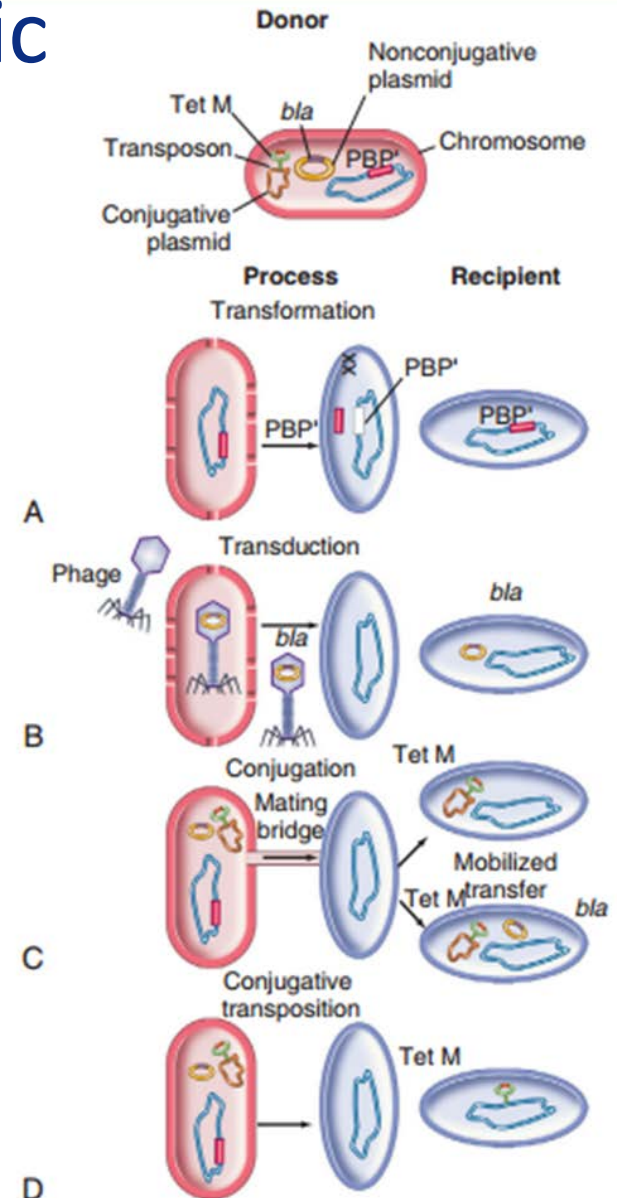 ic
Donor
Nonconjugative
plasmid
Tet M
bla
Transposon
PBP'
Chromosome
Conjugative
plasmid
Process
Recipient
Transformation
XX
PBP'
PBP'
PBP'
A
Transduction
Phage
bla
bla
B
Conjugation
Tet M
Mating
bridge
Mobilized
transfer
Tet M
bla
C
Conjugative
transposition
Tet M
D